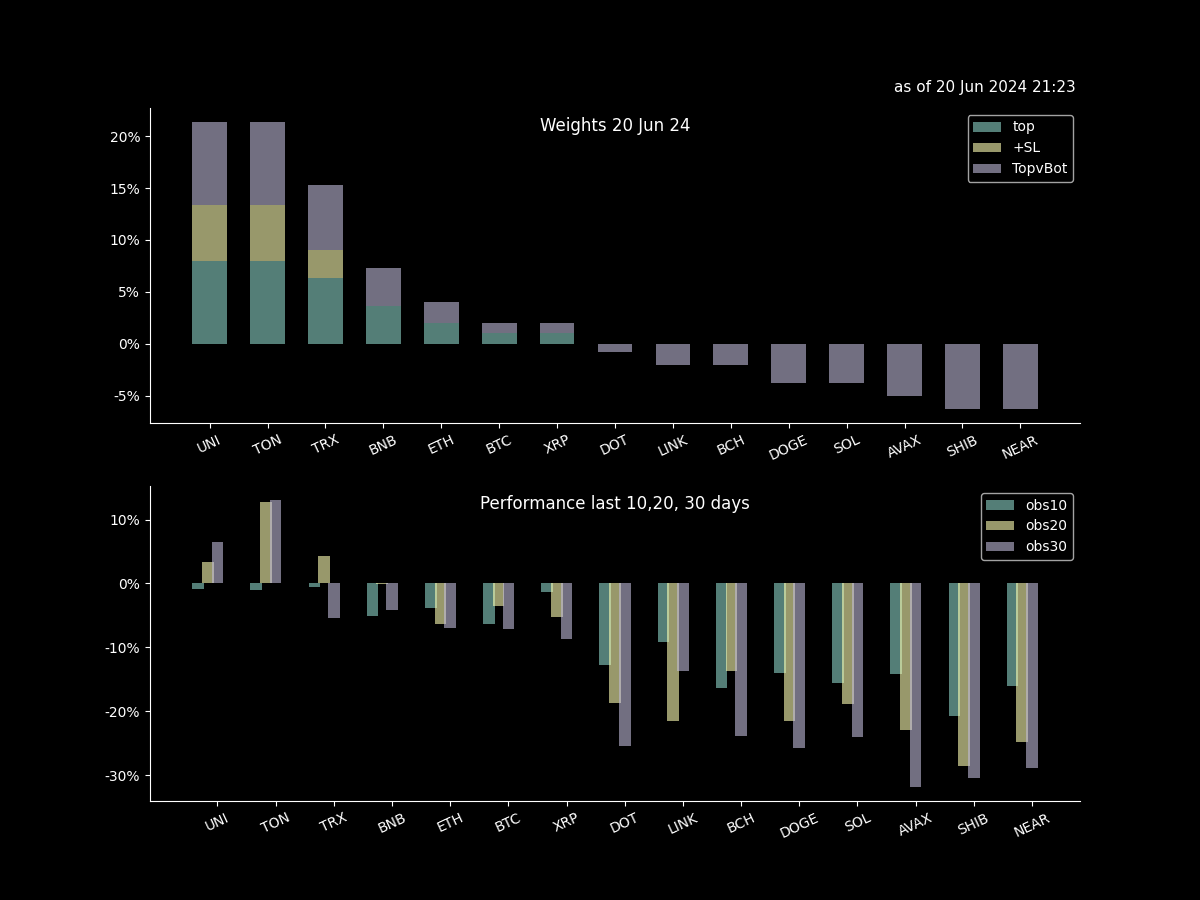 as of 20 Jun 2024 21:23
Weights 20 Jun 24
top
+SL
TopvBot
20%
15%
10%
5%
0%
-5%
UNI TON TRX BNB ETH BTC XRP DOT LINK BCH DOGE SOL AVAX SHIB NEAR
Performance last 10,20, 30 days
obs10
obs20
obs30
10%
0%
-10%
-20%
-30%
UNI TON TRX BNB ETH BTC XRP DOT LINK BCH DOGE SOL AVAX SHIB NEAR